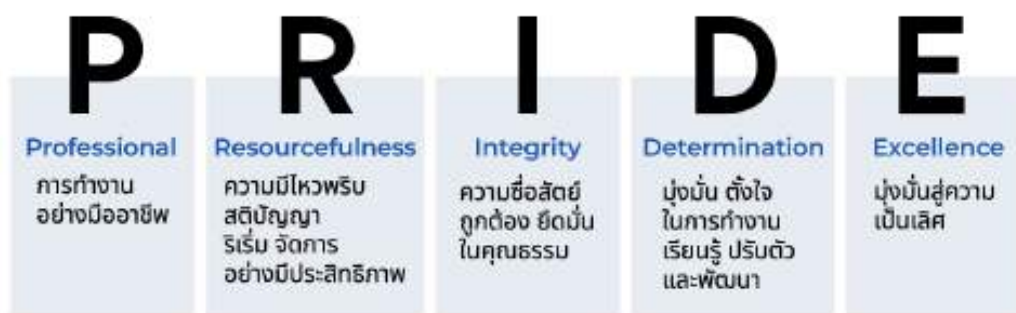 P
Professional
การทำงาน
อย่างมืออาชีพ
R
Resourcefulness
ความมีไหวพริบ
สติปัญญา
ริเริ่ม จัดการ
อย่างมีประสิทธิภาพ
I
Integrity
ความซื่อสัตย์
ถูกต้อง ยึดมั่น
ในคุณธรรม
D
Determination
มุ่งมั่น ตั้งใจ
ในการทำงาน
เรียนรู้ ปรับตัว
และพัฒนา
E
Excellence
มุ่งมั่นสู่ความ
เป็นเลิศ